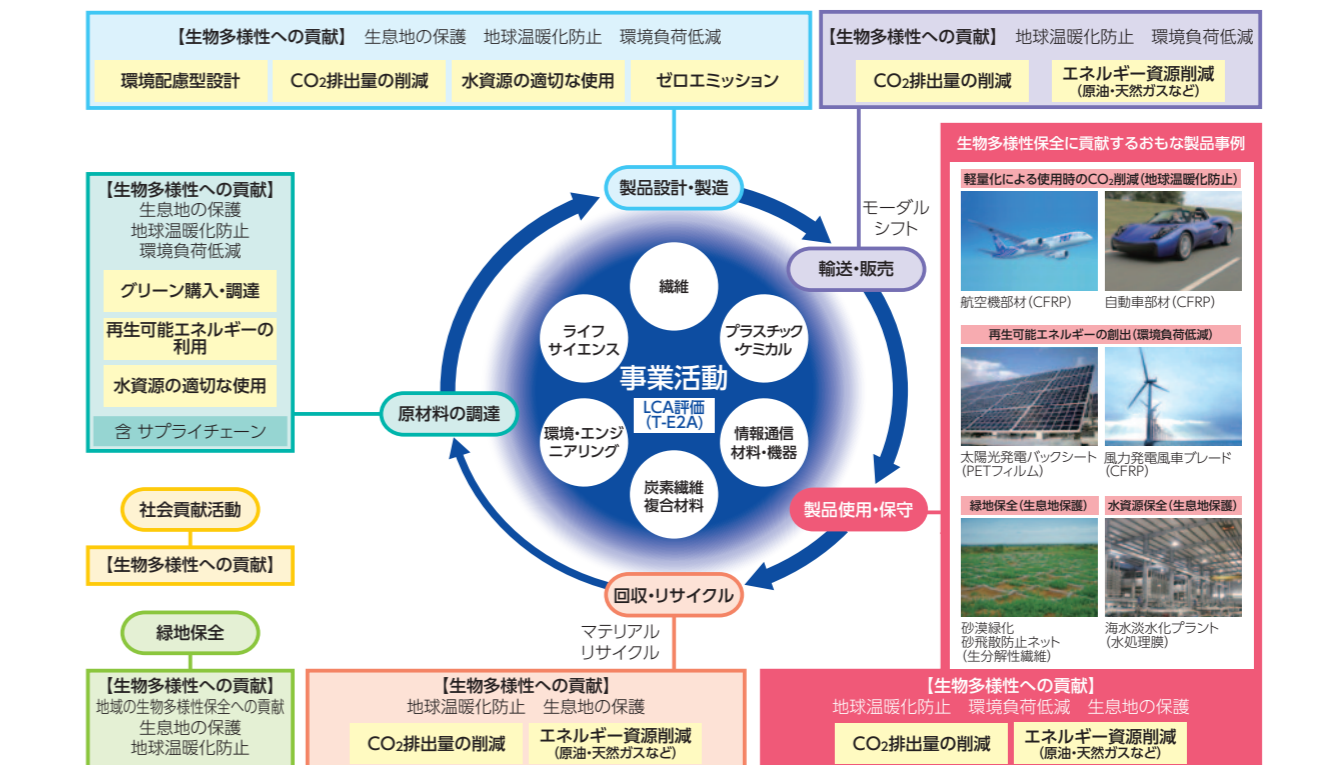 【生物多様性への貢献】 生息地の保護 地球温暖化防止 環境負荷低減
環境配慮型設計
CO2排出量の削減
水資源の適切な使用
ゼロエミッション
【生物多様性への貢献】 地球温暖化防止 環境負荷低減
CO2排出量の削減
エネルギー資源削減
(原油・天然ガスなど)
製品設計・製造
モーダル
シフト
輸送・販売
【生物多様性への貢献】
生息地の保護
地球温暖化防止
環境負荷低減
グリーン購入・調達
再生可能エネルギーの
利用
水資源の適切な使用
含 サプライチェーン
原材料の調達
繊維
ライフ
サイエンス
プラスチック
・ケミカル
事業活動
LCA評価
(T-E2A)
環境・エンジ
ニアリング
情報通信
材料・機器
炭素繊維
複合材料
製品使用・保守
回収・リサイクル
マテリアル
リサイクル
生物多様性保全に貢献するおもな製品事例
軽量化による使用時のCO2削減(地球温暖化防止)
航空機部材(CFRP)
自動車部材(CFRP)
再生可能エネルギーの創出(環境負荷低減)
太陽光発電バックシート
(PETフィルム)
風力発電風車ブレード
(CFRP)
緑地保全(生息地保護)
水資源保全(生息地保護)
砂漠緑化
砂飛散防止ネット
(生分解性繊維)
海水淡水化プラント
(水処理膜)
社会貢献活動
【生物多様性への貢献】
緑地保全
【生物多様性への貢献】
地域の生物多様性保全への貢献
生息地の保護
地球温暖化防止
【生物多様性への貢献】
地球温暖化防止 生息地の保護
CO2排出量の削減
エネルギー資源削減
(原油・天然ガスなど)
【生物多様性への貢献】
地球温暖化防止 環境負荷低減 生息地の保護
CO2排出量の削減
エネルギー資源削減
(原油・天然ガスなど)